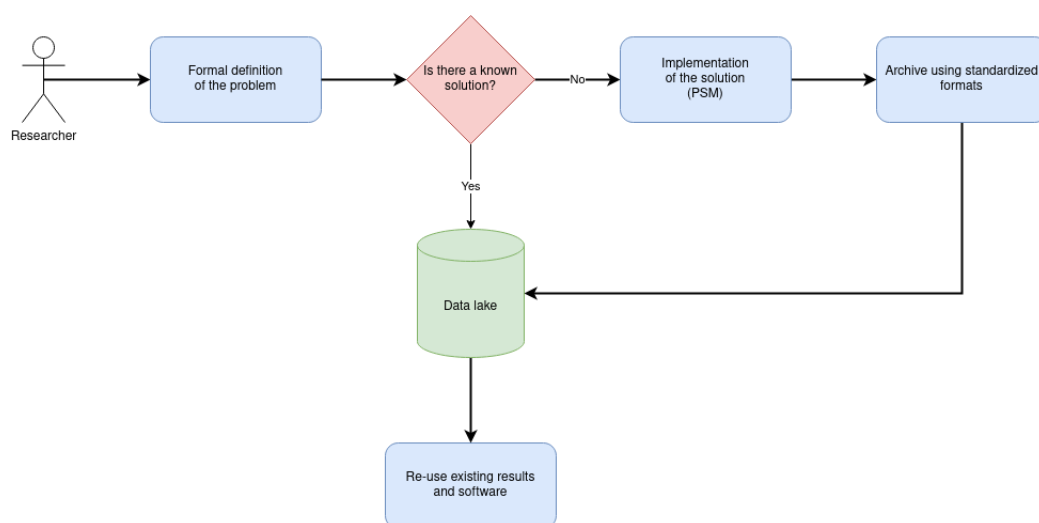 Researcher
Formal definition
of the problem
Is there a known
solution?
No
Implementation
of the solution
(PSM)
Archive using standardized
formats
Yes
Data lake
Re-use existing results
and software